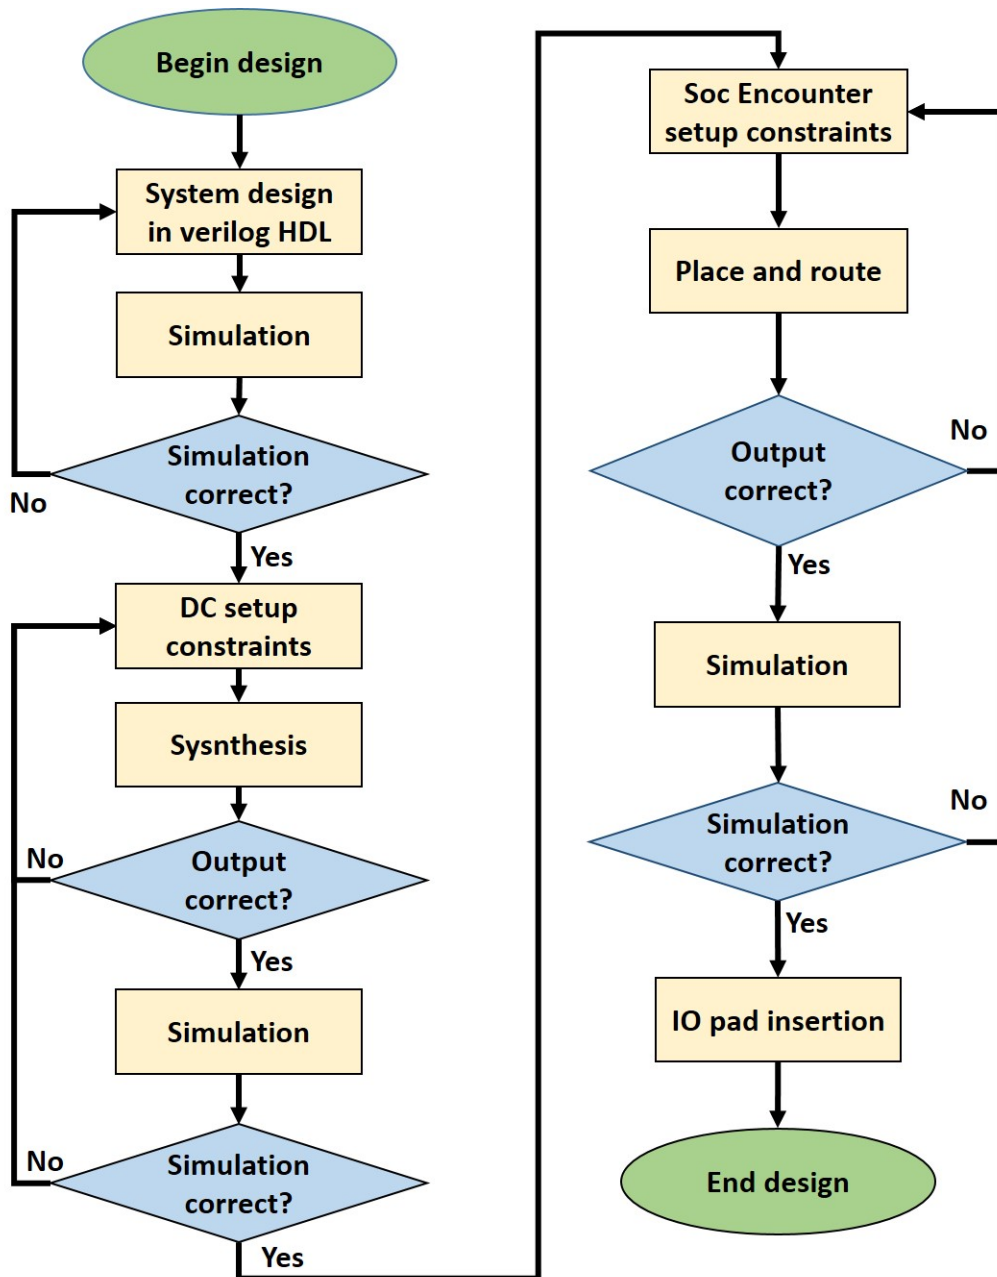 Begin design
System design
in verilog HDL
Simulation
Simulation
correct?
No
Yes
DC setup
constraints
Sysnthesis
No
Output
correct?
Yes
Simulation
No
Simulation
correct?
Yes
Soc Encounter
setup constraints
Place and route
No
Output
correct?
Yes
Simulation
No
Simulation
correct?
Yes
IO pad insertion
End design